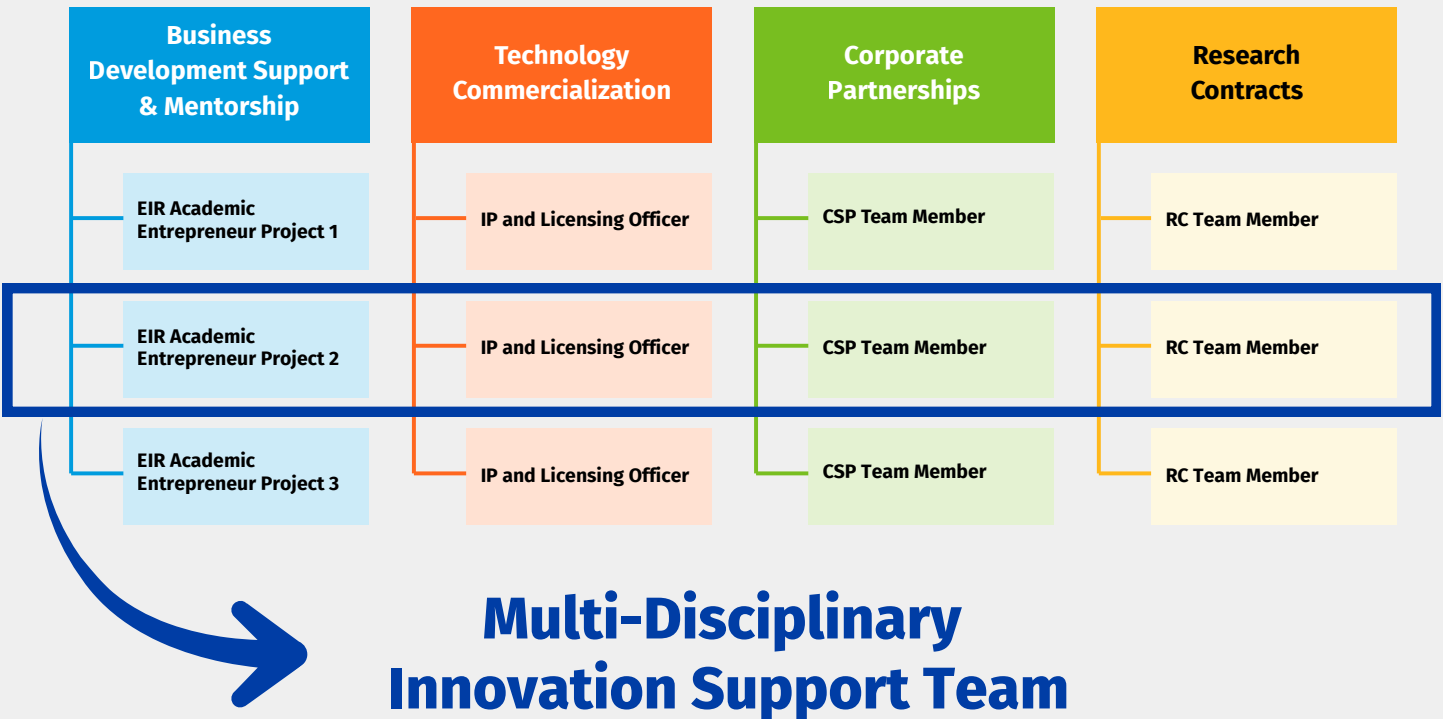 Business
Development Support
& Mentorship
Technology
Commercialization
Corporate
Partnerships
Research
Contracts
EIR Academic
Entrepreneur Project 1
IP and Licensing Officer
CSP Team Member
RC Team Member
EIR Academic
Entrepreneur Project 2
IP and Licensing Officer
CSP Team Member
RC Team Member
EIR Academic
Entrepreneur Project 3
IP and Licensing Officer
CSP Team Member
RC Team Member
Multi-Disciplinary
Innovation Support Team